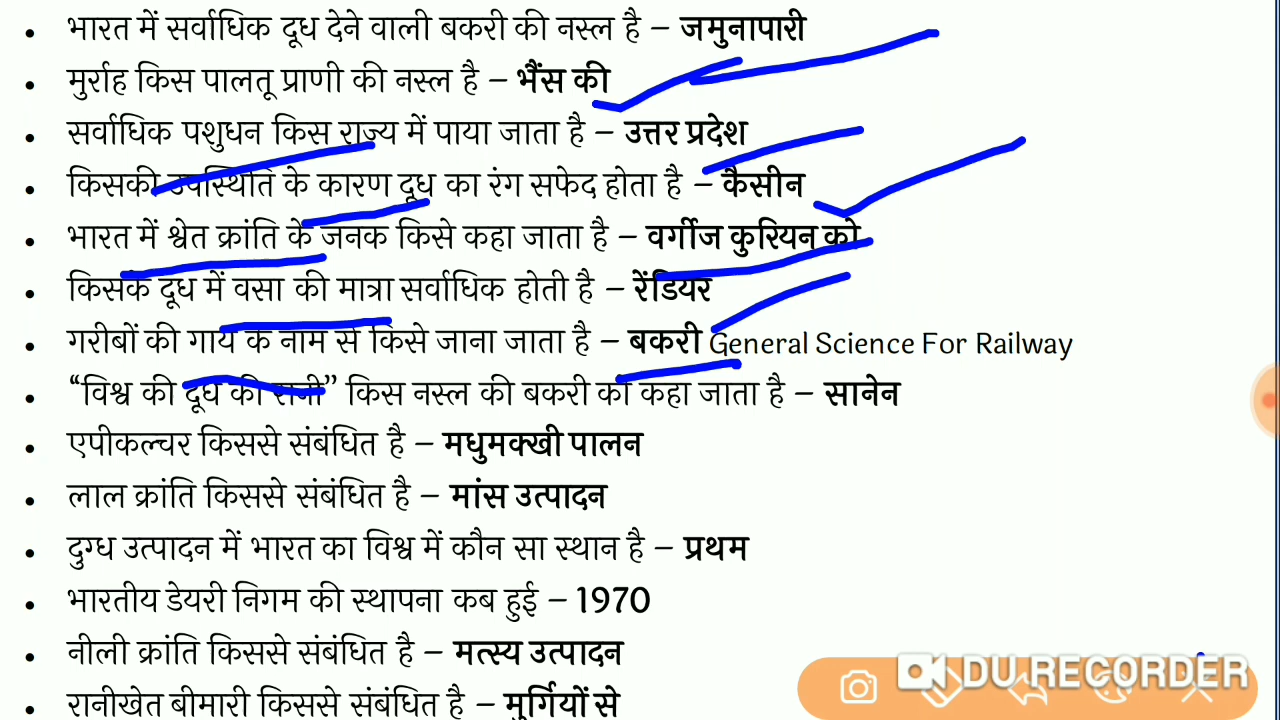 • भारत में सर्वाधिक दूध देने वाली बकरी की नस्ल है – जमुनापारी
• मुर्राह किस पालतू प्राणी की नस्ल है – भैंस की
• सर्वाधिक पशुधन किस राज्य में पाया जाता है – उत्तर प्रदेश
• किसकी उपस्थिति के कारण दूध का रंग सफेद होता है – कैसीन
• भारत में श्वेत क्रांति के जनक किसे कहा जाता है – वर्गीज कुरियन को
• किसके दूध में वसा की मात्रा सर्वाधिक होती है – रेंडियर
• गरीबों की गाय के नाम से किसे जाना जाता है – बकरी General Science For Railway
• “विश्व की दूध की रानी” किस नस्ल की बकरी को कहा जाता है – सानेन
• एपीकल्चर किससे संबंधित है – मधुमक्खी पालन
• लाल क्रांति किससे संबंधित है – मांस उत्पादन
• दुग्ध उत्पादन में भारत का विश्व में कौन सा स्थान है – प्रथम
• भारतीय डेयरी निगम की स्थापना कब हुई – 1970
• नीली क्रांति किससे संबंधित है – मत्स्य उत्पादन
• रानीखेत बीमारी किससे संबंधित है – मुर्गियों से
DU RECORDER